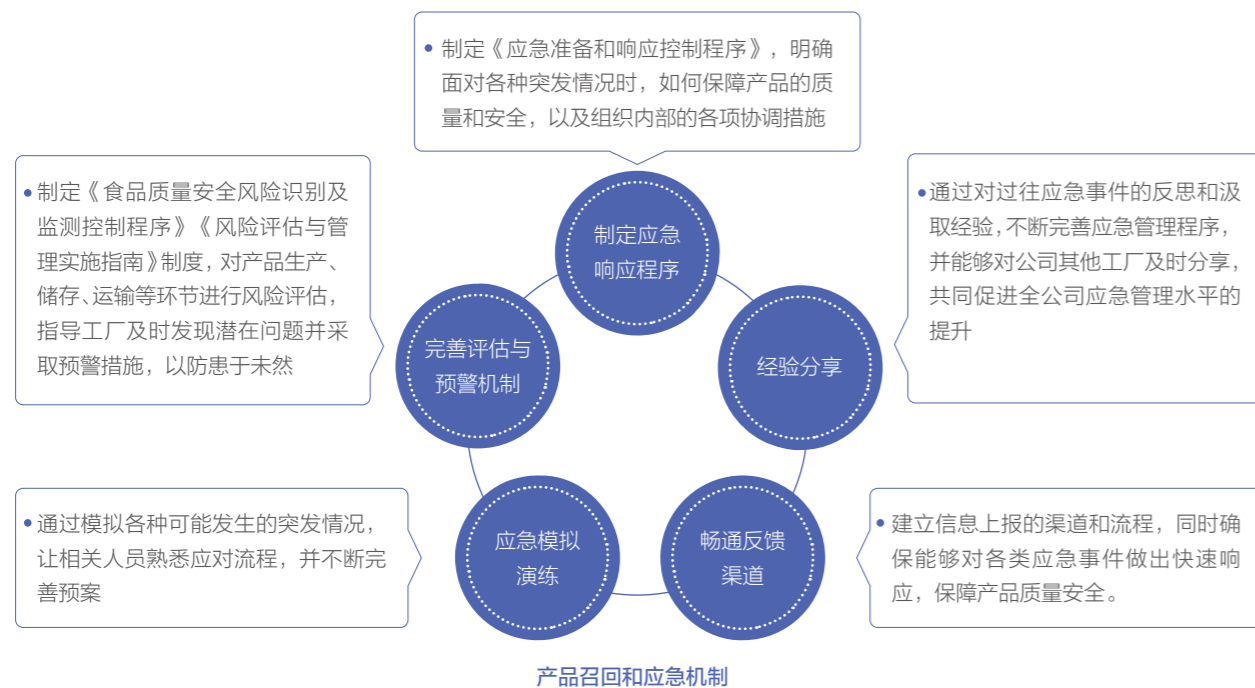 制定《应急准备和响应控制程序》，明确
面对各种突发情况时，如何保障产品的质
量和安全，以及组织内部的各项协调措施
制定《食品质量安全风险识别及
监测控制程序》《风险评估与管
理实施指南》制度，对产品生产、
储存、运输等环节进行风险评估，
指导工厂及时发现潜在问题并采
取预警措施，以防患于未然
通过对过往应急事件的反思和汲
取经验，不断完善应急管理程序，
并能够对公司其他工厂及时分享，
共同促进全公司应急管理水平的
提升
制定应急
响应程序
完善评估与
预警机制
经验分享
通过模拟各种可能发生的突发情况，
让相关人员熟悉应对流程，并不断完
善预案
应急模拟
演练
畅通反馈
渠道
建立信息上报的渠道和流程，同时确
保能够对各类应急事件做出快速响
应，保障产品质量安全。
产品召回和应急机制